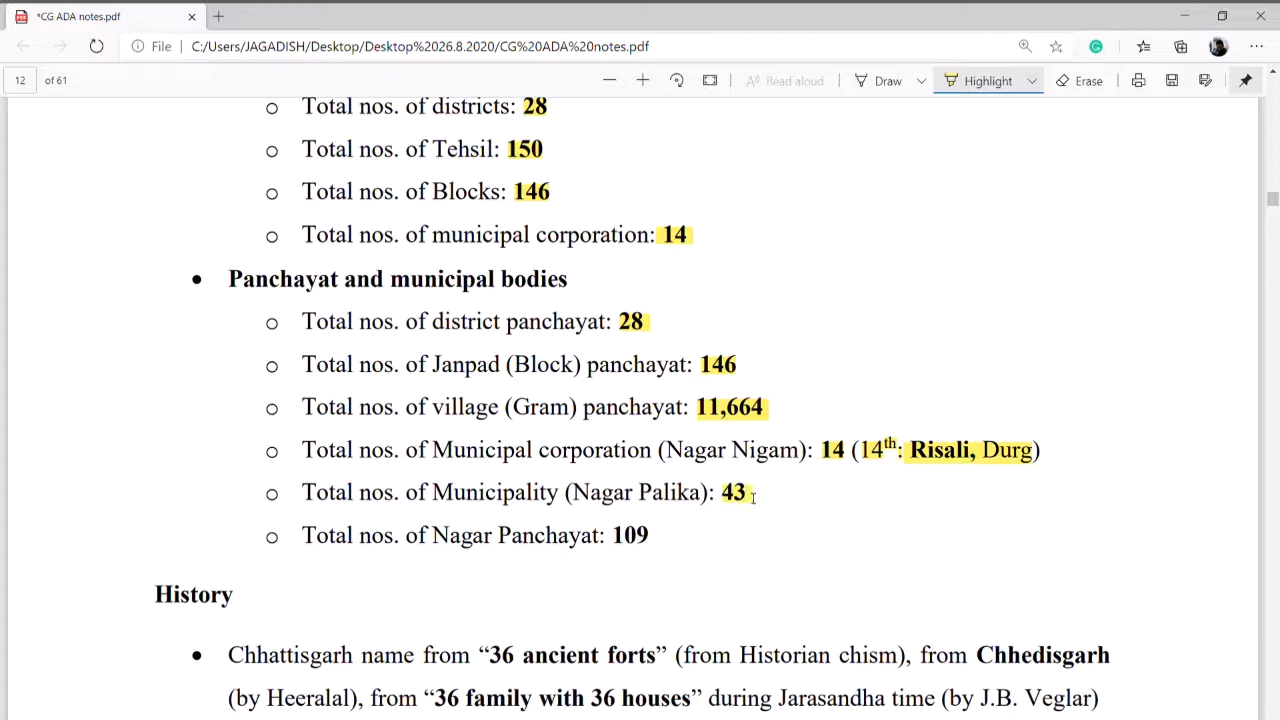 *CG ADA notes.pdf
File | C:/Users/JAGADISH/Desktop/Desktop%2026.8.2020/CG%20ADA%20notes.pdf
12 of 61 Read aloud Draw Highlight Erase
o Total nos. of districts: 28
o Total nos. of Tehsil: 150
o Total nos. of Blocks: 146
o Total nos. of municipal corporation: 14
• Panchayat and municipal bodies
o Total nos. of district panchayat: 28
o Total nos. of Janpad (Block) panchayat: 146
o Total nos. of village (Gram) panchayat: 11,664
o Total nos. of Municipal corporation (Nagar Nigam): 14 (14th: Risali, Durg)
o Total nos. of Municipality (Nagar Palika): 43
o Total nos. of Nagar Panchayat: 109
History
• Chhattisgarh name from “36 ancient forts” (from Historian chism), from Chhedisgarh
(by Heeralal), from “36 family with 36 houses” during Jarasandha time (by J.B. Veglar)